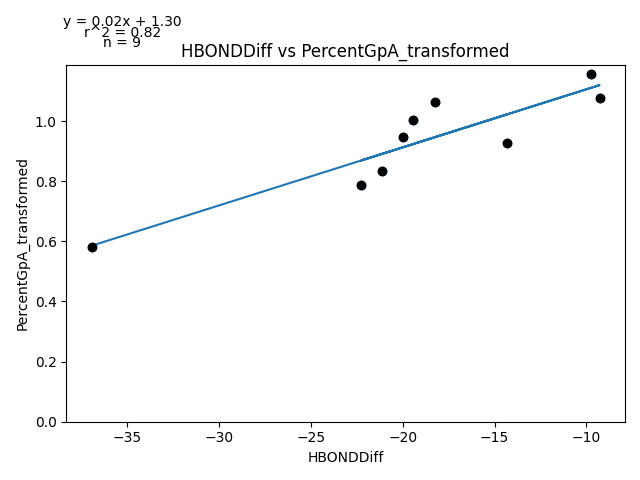 y = 0.02x + 1.30
r^2 = 0.82
n = 9
HBONDDiff vs PercentGpA_transformed
PercentGpA_transformed
1.0
0.8
0.6
0.4
0.2
0.0
−35 −30 −25 −20 −15 −10
HBONDDiff